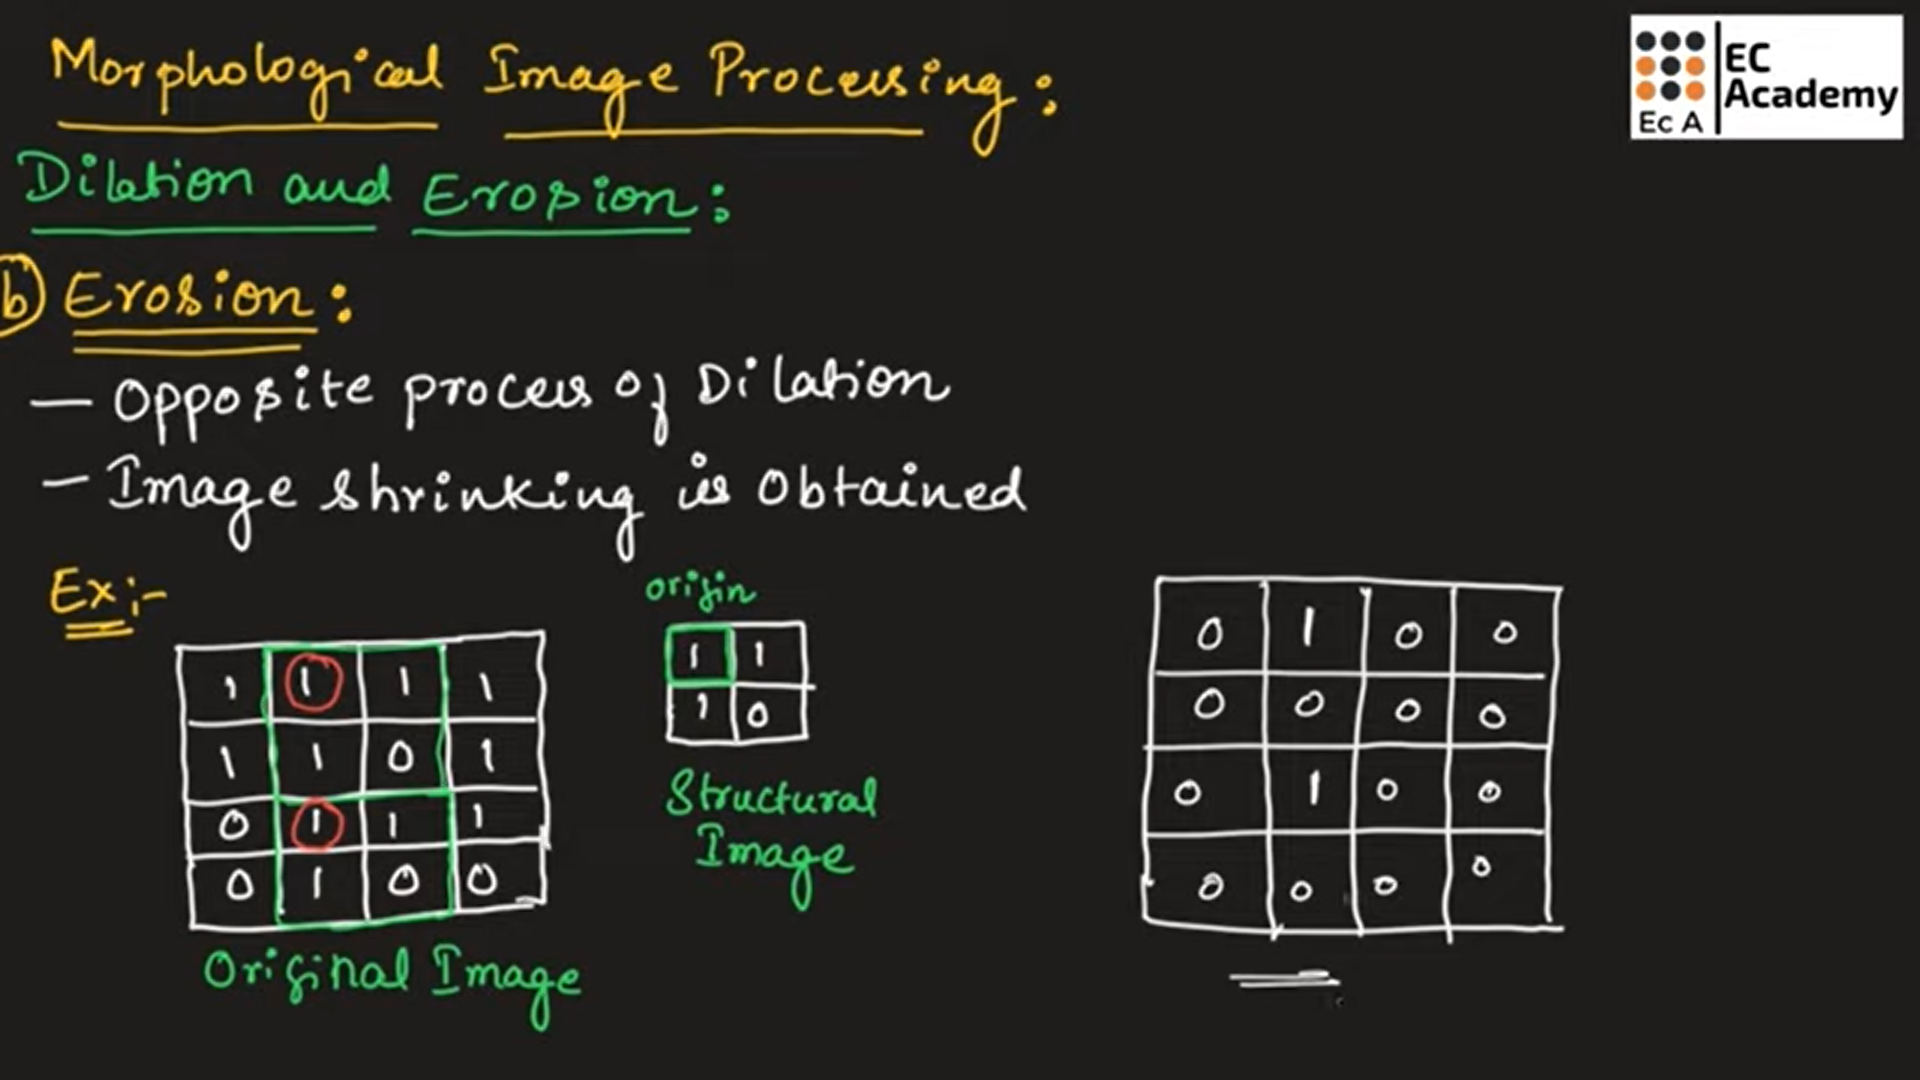 Morphological Image Processing:
EC
Academy
Ec A
Dilation and Erosion:
b) Erosion:
— Opposite process of Dilation
— Image shrinking is Obtained
Ex:-
origin
1 1 1 1
1 1 0 1
0 1 1 1
0 1 0 0
Original Image
1 1
1 0
Structural
Image
0 1 0 0
0 0 0 0
0 1 0 0
0 0 0 0